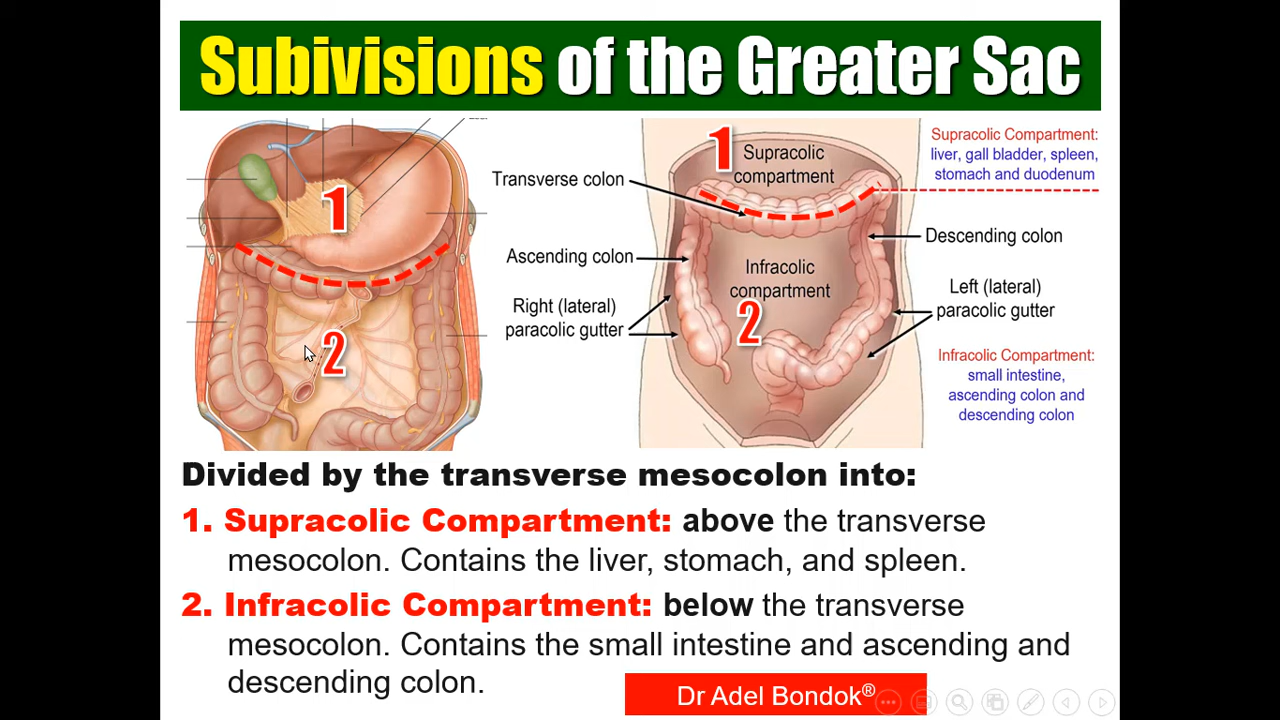 Subivisions of the Greater Sac
1
2
1
Supracolic
compartment
Transverse colon
Ascending colon
Infracolic
compartment
2
Right (lateral)
paracolic gutter
Supracolic Compartment:
liver, gall bladder, spleen,
stomach and duodenum
Descending colon
Left (lateral)
paracolic gutter
Infracolic Compartment:
small intestine,
ascending colon and
descending colon
Divided by the transverse mesocolon into:
1. Supracolic Compartment: above the transverse
mesocolon. Contains the liver, stomach, and spleen.
2. Infracolic Compartment: below the transverse
mesocolon. Contains the small intestine and ascending and
descending colon.
Dr Adel Bondok®